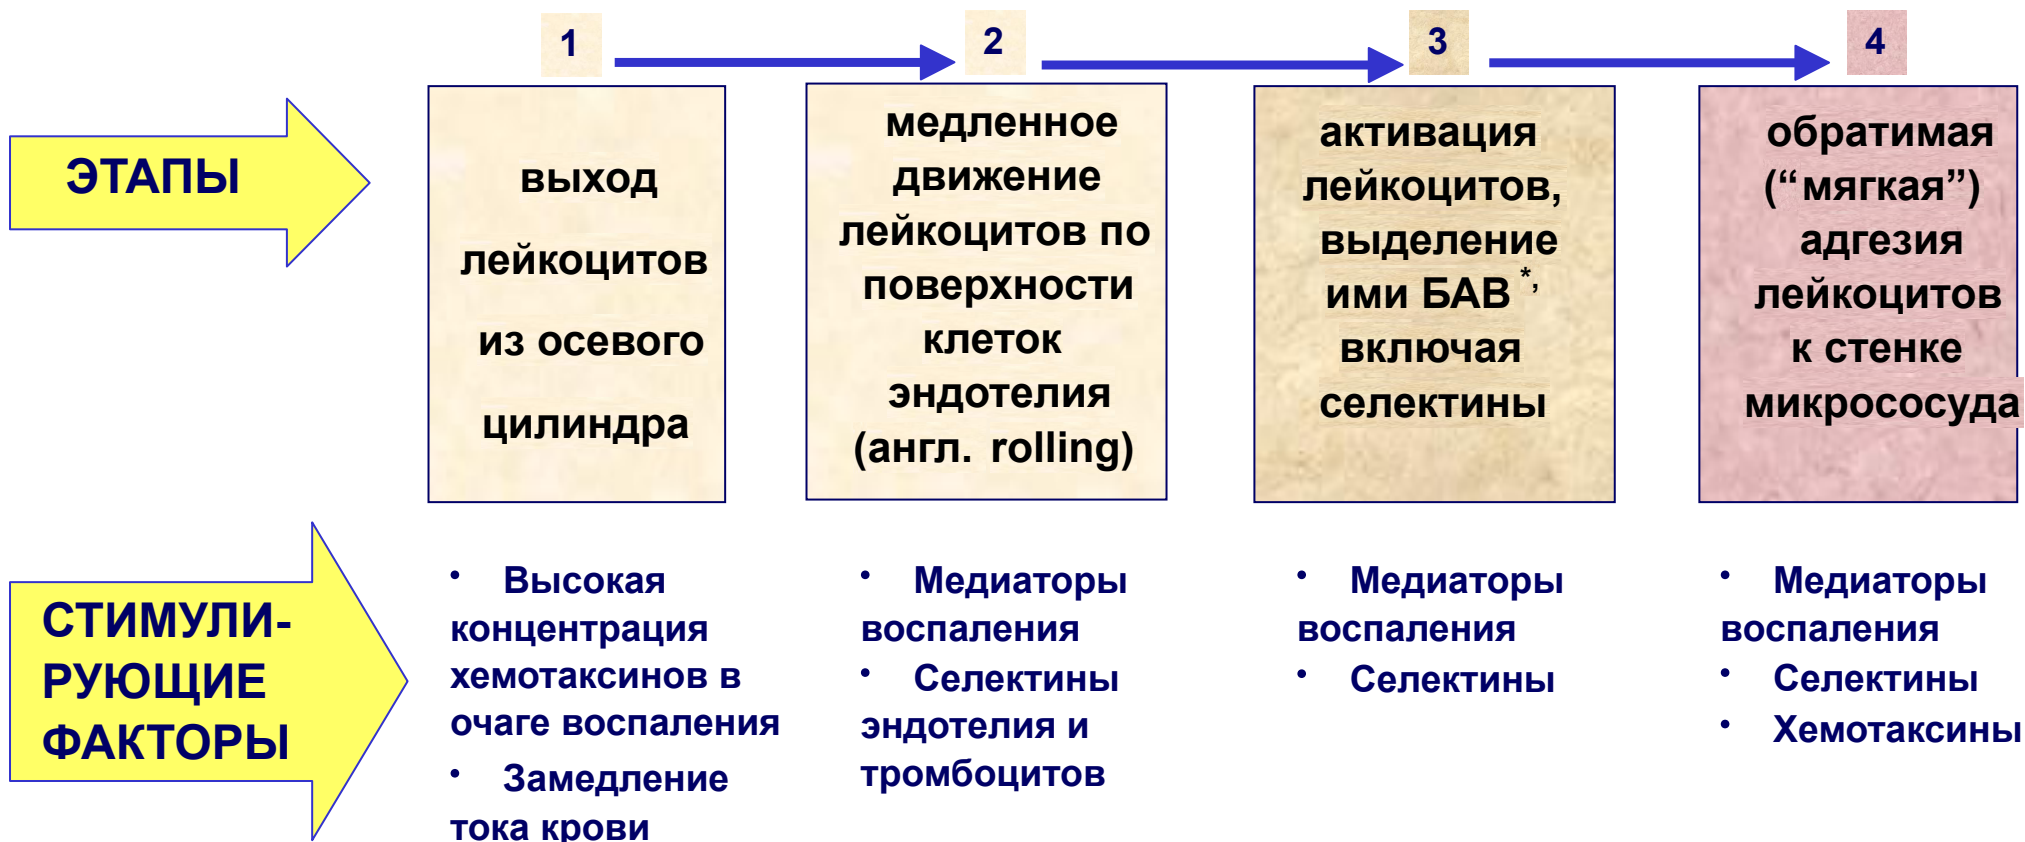 1
2
3
4
ЭТАПЫ
выход
лейкоцитов
из осевого
цилиндра
медленное
движение
лейкоцитов по
поверхности
клеток
эндотелия
(англ. rolling)
активация
лейкоцитов,
выделение
ими БАВ *,
включая
селектины
обратимая
(“мягкая”)
адгезия
лейкоцитов
к стенке
микрососуда
СТИМУЛИ-
РУЮЩИЕ
ФАКТОРЫ
• Высокая
концентрация
хемотаксинов в
очаге воспаления
• Замедление
тока крови
• Медиаторы
воспаления
• Селектины
эндотелия и
тромбоцитов
• Медиаторы
воспаления
• Селектины
• Медиаторы
воспаления
• Селектины
• Хемотаксины